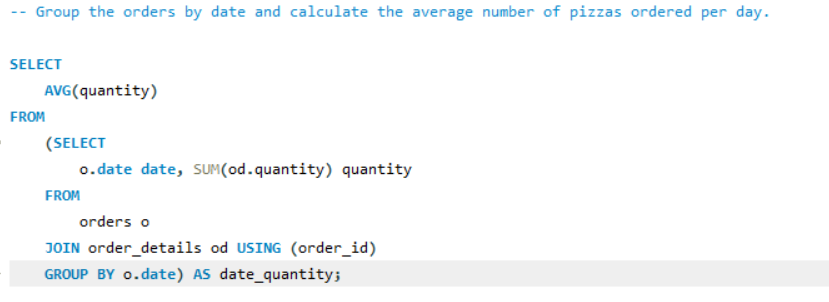 -- Group the orders by date and calculate the average number of pizzas ordered per day.
SELECT
AVG(quantity)
FROM
(SELECT
o.date date, SUM(od.quantity) quantity
FROM
orders o
JOIN order_details od USING (order_id)
GROUP BY o.date) AS date_quantity;